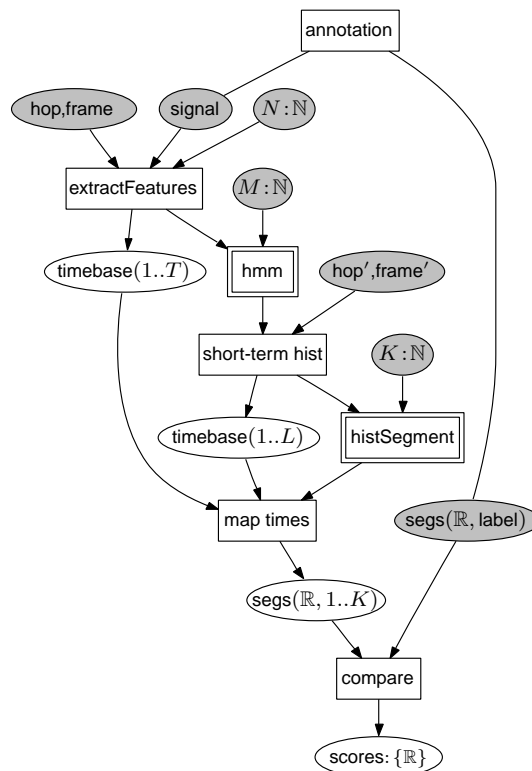 annotation
hop,frame
signal
N:ℕ
extractFeatures
M:ℕ
timebase(1..T)
hmm
hop′,frame′
short-term hist
K:ℕ
timebase(1..L)
histSegment
map times
segs(ℝ, label)
segs(ℝ, 1..K)
compare
scores: {ℝ}